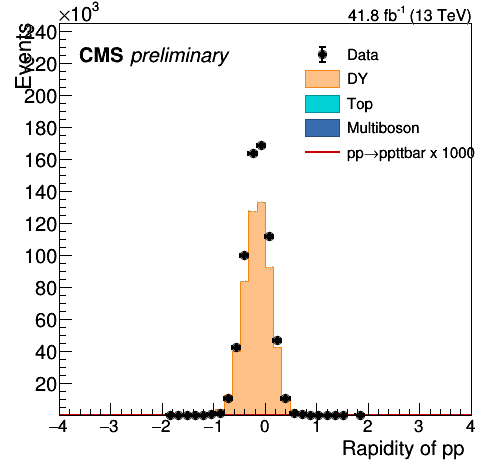 ×10³
41.8 fb⁻¹ (13 TeV)
Events
CMS preliminary
Data
DY
Top
Multiboson
pp→ppttbar x 1000
240
220
200
180
160
140
120
100
80
60
40
20
−4 −3 −2 −1 0 1 2 3 4
Rapidity of pp